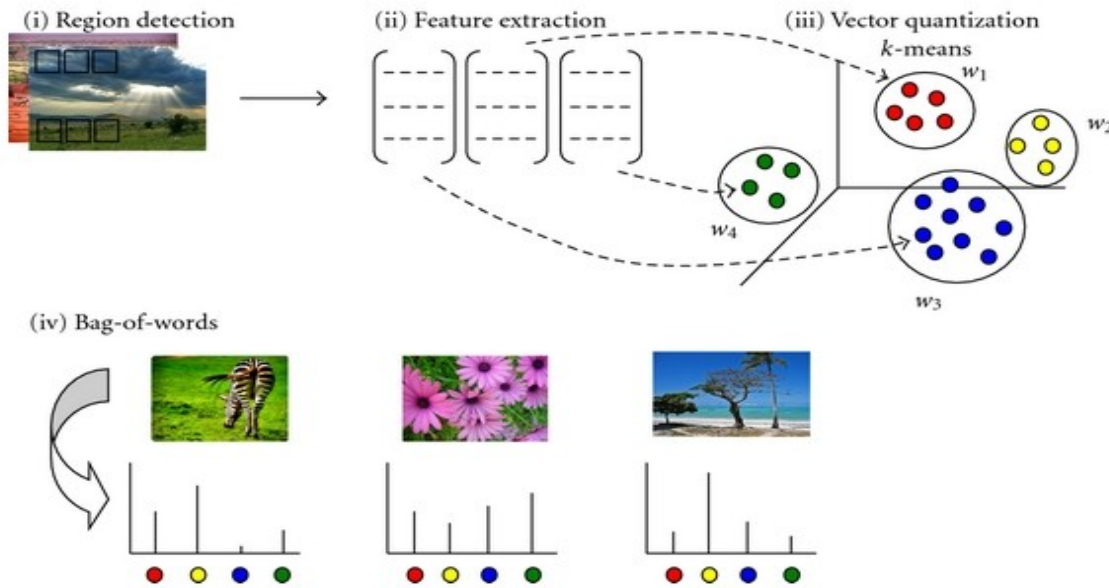 (i) Region detection
(ii) Feature extraction
(iii) Vector quantization
k-means
w1
w2
w4
w3
(iv) Bag-of-words